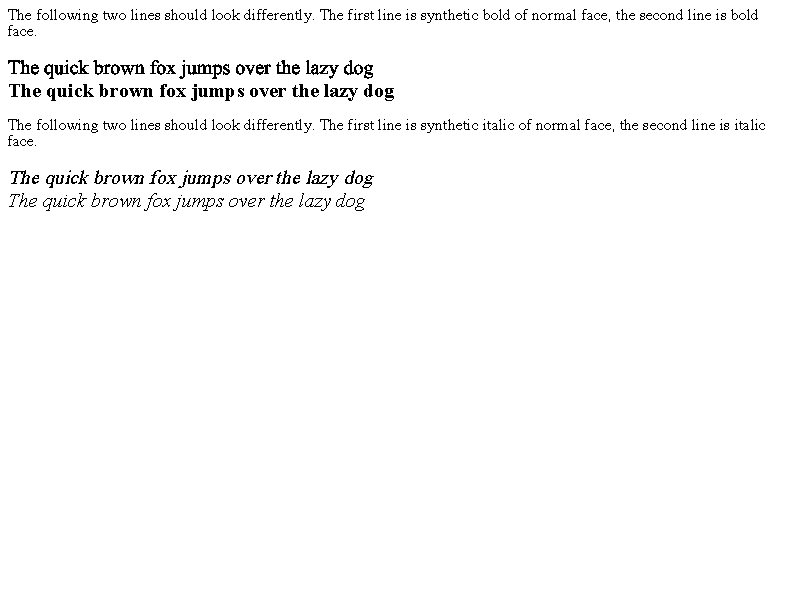 The following two lines should look differently. The first line is synthetic bold of normal face, the second line is bold
face.
The quick brown fox jumps over the lazy dog
The quick brown fox jumps over the lazy dog
The following two lines should look differently. The first line is synthetic italic of normal face, the second line is italic
face.
The quick brown fox jumps over the lazy dog
The quick brown fox jumps over the lazy dog